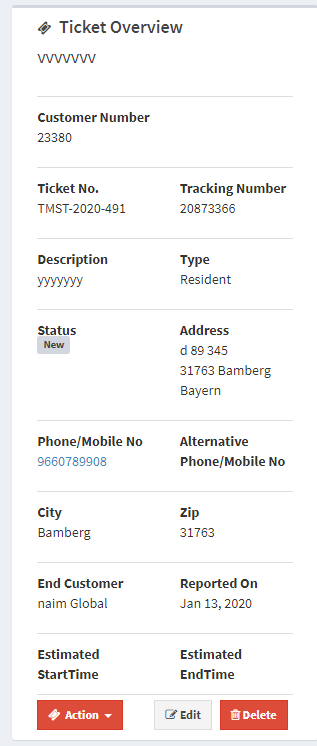 Ticket Overview
VVVVVVV
Customer Number
23380
Ticket No.
TMST-2020-491
Tracking Number
20873366
Description
yyyyyyy
Type
Resident
Status
New
Address
d 89 345
31763 Bamberg
Bayern
Phone/Mobile No
9660789908
Alternative
Phone/Mobile No
City
Bamberg
Zip
31763
End Customer
naim Global
Reported On
Jan 13, 2020
Estimated
StartTime
Estimated
EndTime
Action
Edit
Delete